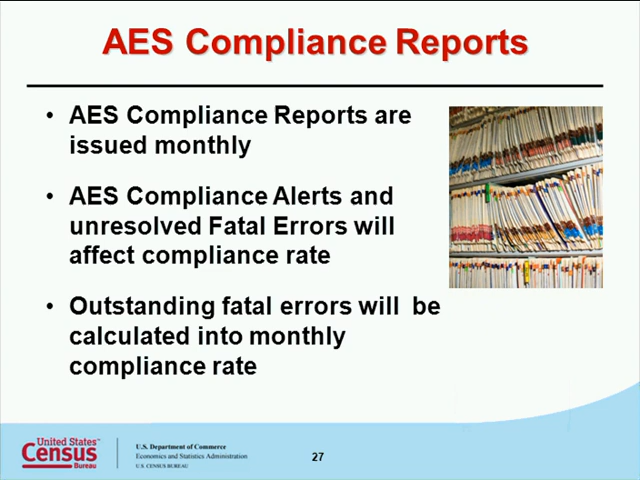 AES Compliance Reports
• AES Compliance Reports are
issued monthly
• AES Compliance Alerts and
unresolved Fatal Errors will
affect compliance rate
• Outstanding fatal errors will be
calculated into monthly
compliance rate
United States™
Census
Bureau
U.S. Department of Commerce
Economics and Statistics Administration
U.S. CENSUS BUREAU
27